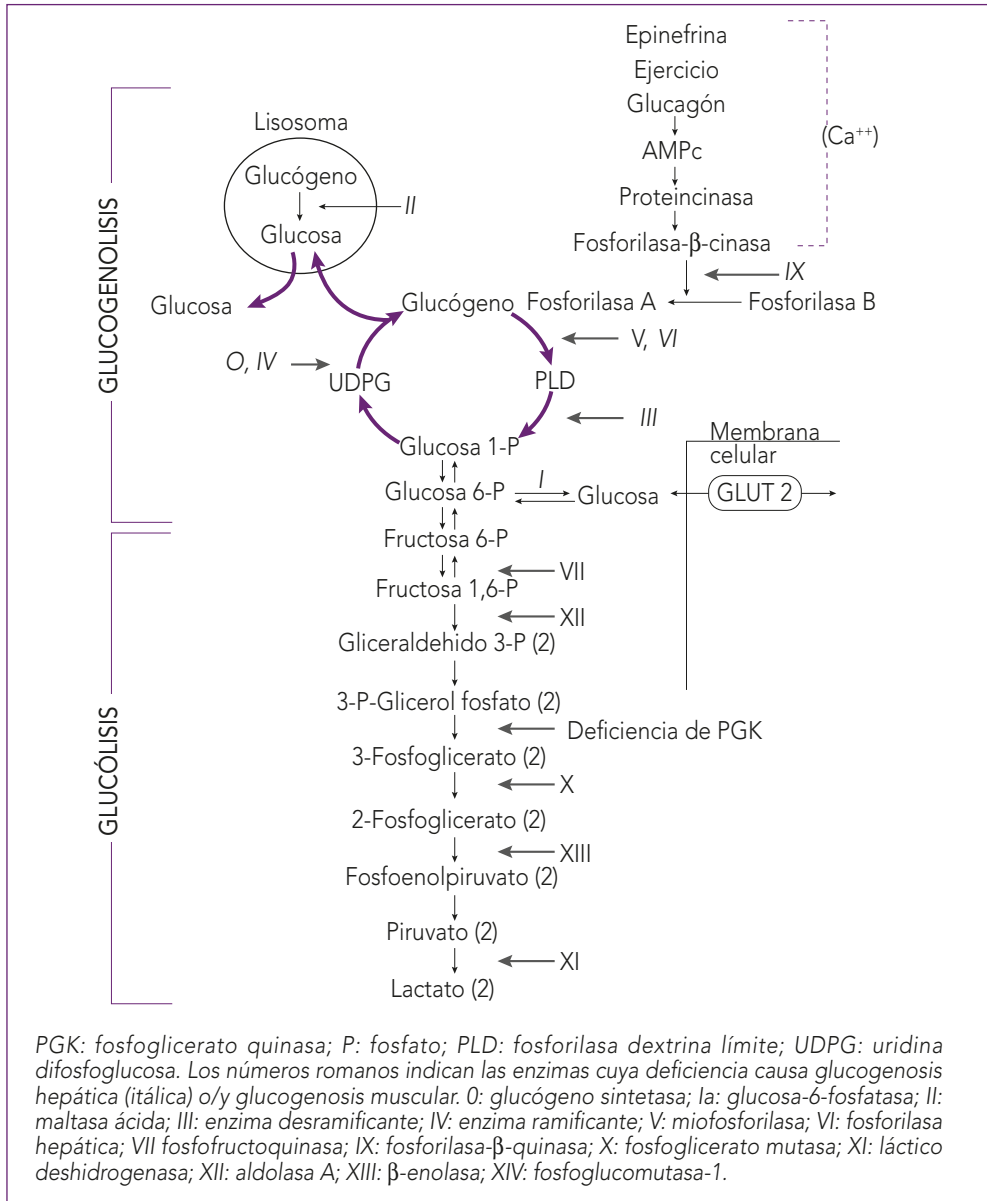 Epinefrina
Ejercicio
Glucagón
(Ca++)
AMPc
Proteincinasa
Fosforilasa-β-cinasa
IX
Fosforilasa A
Fosforilasa B
GLUCOGENOLISIS
Lisosoma
Glucógeno
II
Glucosa
Glucosa
Glucógeno
V, VI
O, IV
UDPG
PLD
III
Glucosa 1-P
Membrana
celular
Glucosa 6-P
I
Glucosa
GLUT 2
GLUCÓLISIS
Fructosa 6-P
VII
Fructosa 1,6-P
XII
Gliceraldehido 3-P (2)
3-P-Glicerol fosfato (2)
Deficiencia de PGK
3-Fosfoglicerato (2)
X
2-Fosfoglicerato (2)
XIII
Fosfoenolpiruvato (2)
Piruvato (2)
XI
Lactato (2)
PGK: fosfoglicerato quinasa; P: fosfato; PLD: fosforilasa dextrina límite; UDPG: uridina
difosfoglucosa. Los números romanos indican las enzimas cuya deficiencia causa glucogenosis
hepática (itálica) o/y glucogenosis muscular. 0: glucógeno sintetasa; Ia: glucosa-6-fosfatasa; II:
maltasa ácida; III: enzima desramificante; IV: enzima ramificante; V: miofosforilasa; VI: fosforilasa
hepática; VII fosfofructoquinasa; IX: fosforilasa-β-quinasa; X: fosfoglicerato mutasa; XI: láctico
deshidrogenasa; XII: aldolasa A; XIII: β-enolasa; XIV: fosfoglucomutasa-1.